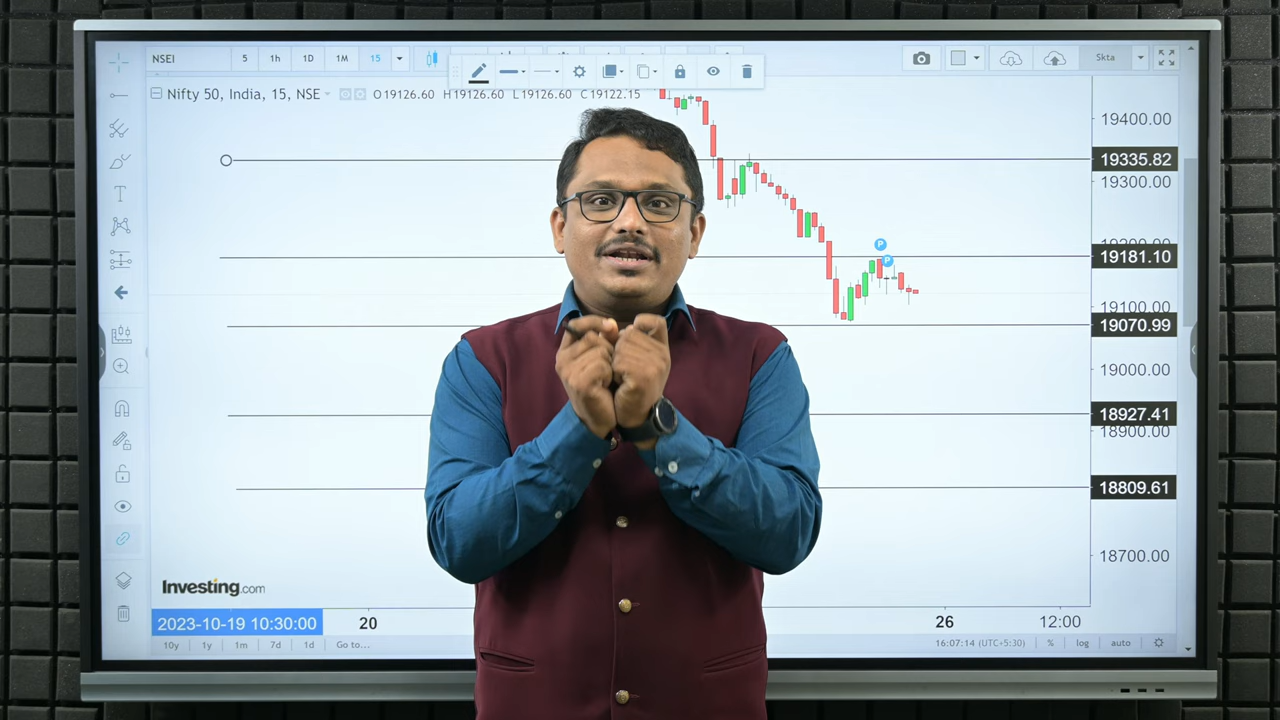 NSEI 5 1h 1D 1M 15 Skta
Nifty 50, India, 15, NSE O19126.60 H19126.60 L19126.60 C19122.15
19400.00
19335.82
19300.00
P
P
19181.10
19100.00
19070.99
19000.00
18927.41
18900.00
18809.61
18700.00
T
Investing.com
2023-10-19 10:30:00 20 26 12:00
10y 1y 1m 7d 1d Go to... 16:07:14 (UTC+5:30) % log auto